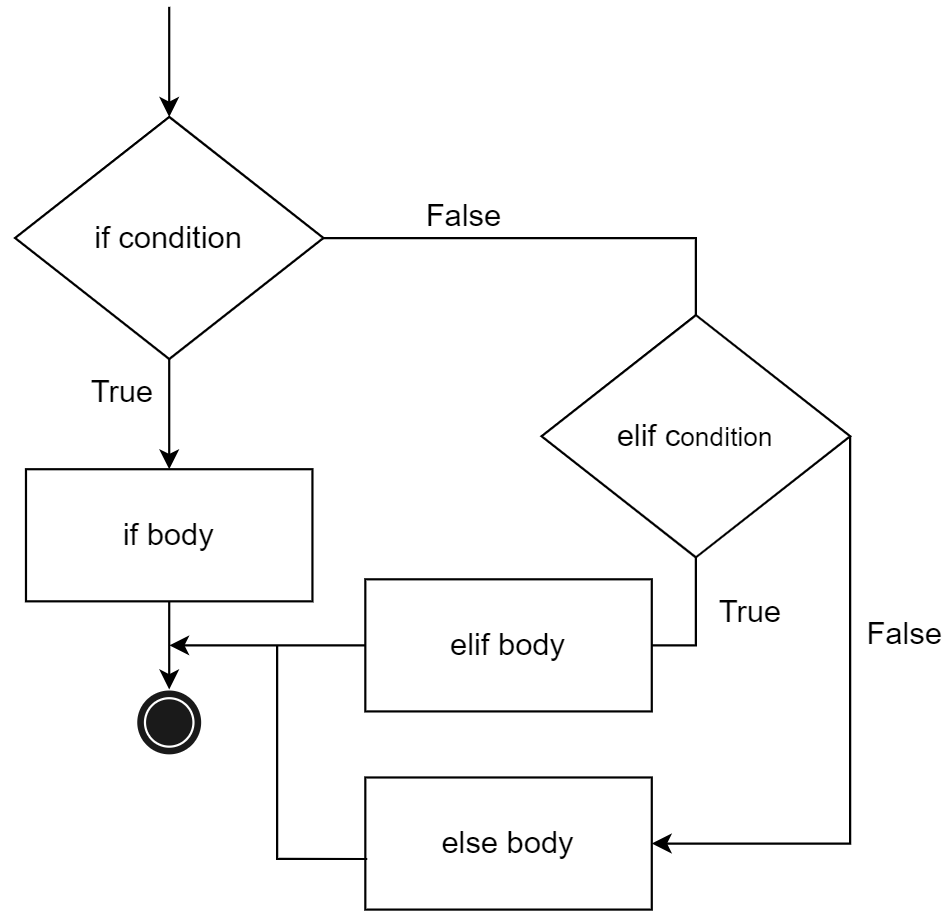 False
if condition
True
elif condition
if body
True
elif body
False
else body